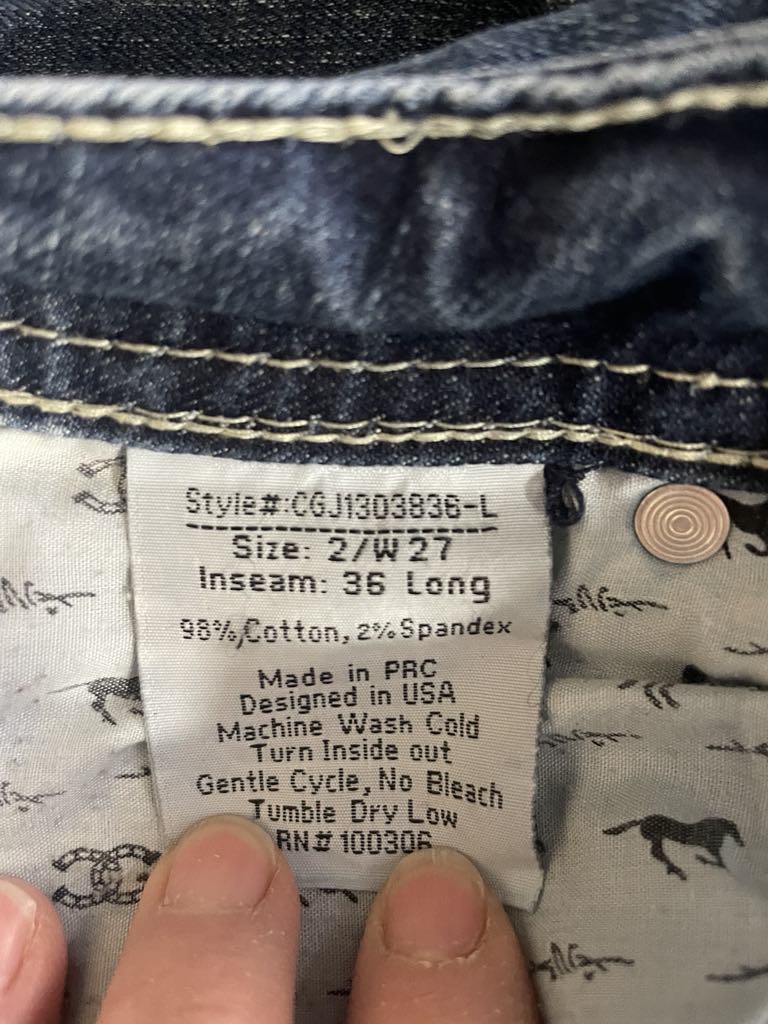 Style#:CGJ1303836-L
Size: 2/W27
Inseam: 36 Long
98%,Cotton, 2%Spandex
Made in PRC
Designed in USA
Machine Wash Cold
Turn Inside out
Gentle Cycle, No Bleach
Tumble Dry Low
RN# 100306